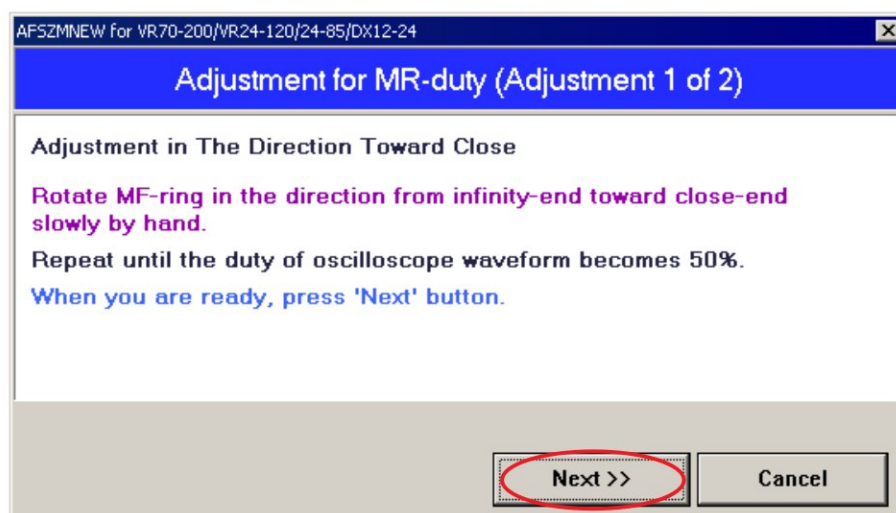 AFSZMNEW for VR70-200/VR24-120/24-85/DX12-24
Adjustment for MR-duty (Adjustment 1 of 2)
Adjustment in The Direction Toward Close
Rotate MF-ring in the direction from infinity-end toward close-end
slowly by hand.
Repeat until the duty of oscilloscope waveform becomes 50%.
When you are ready, press 'Next' button.
Next >>
Cancel